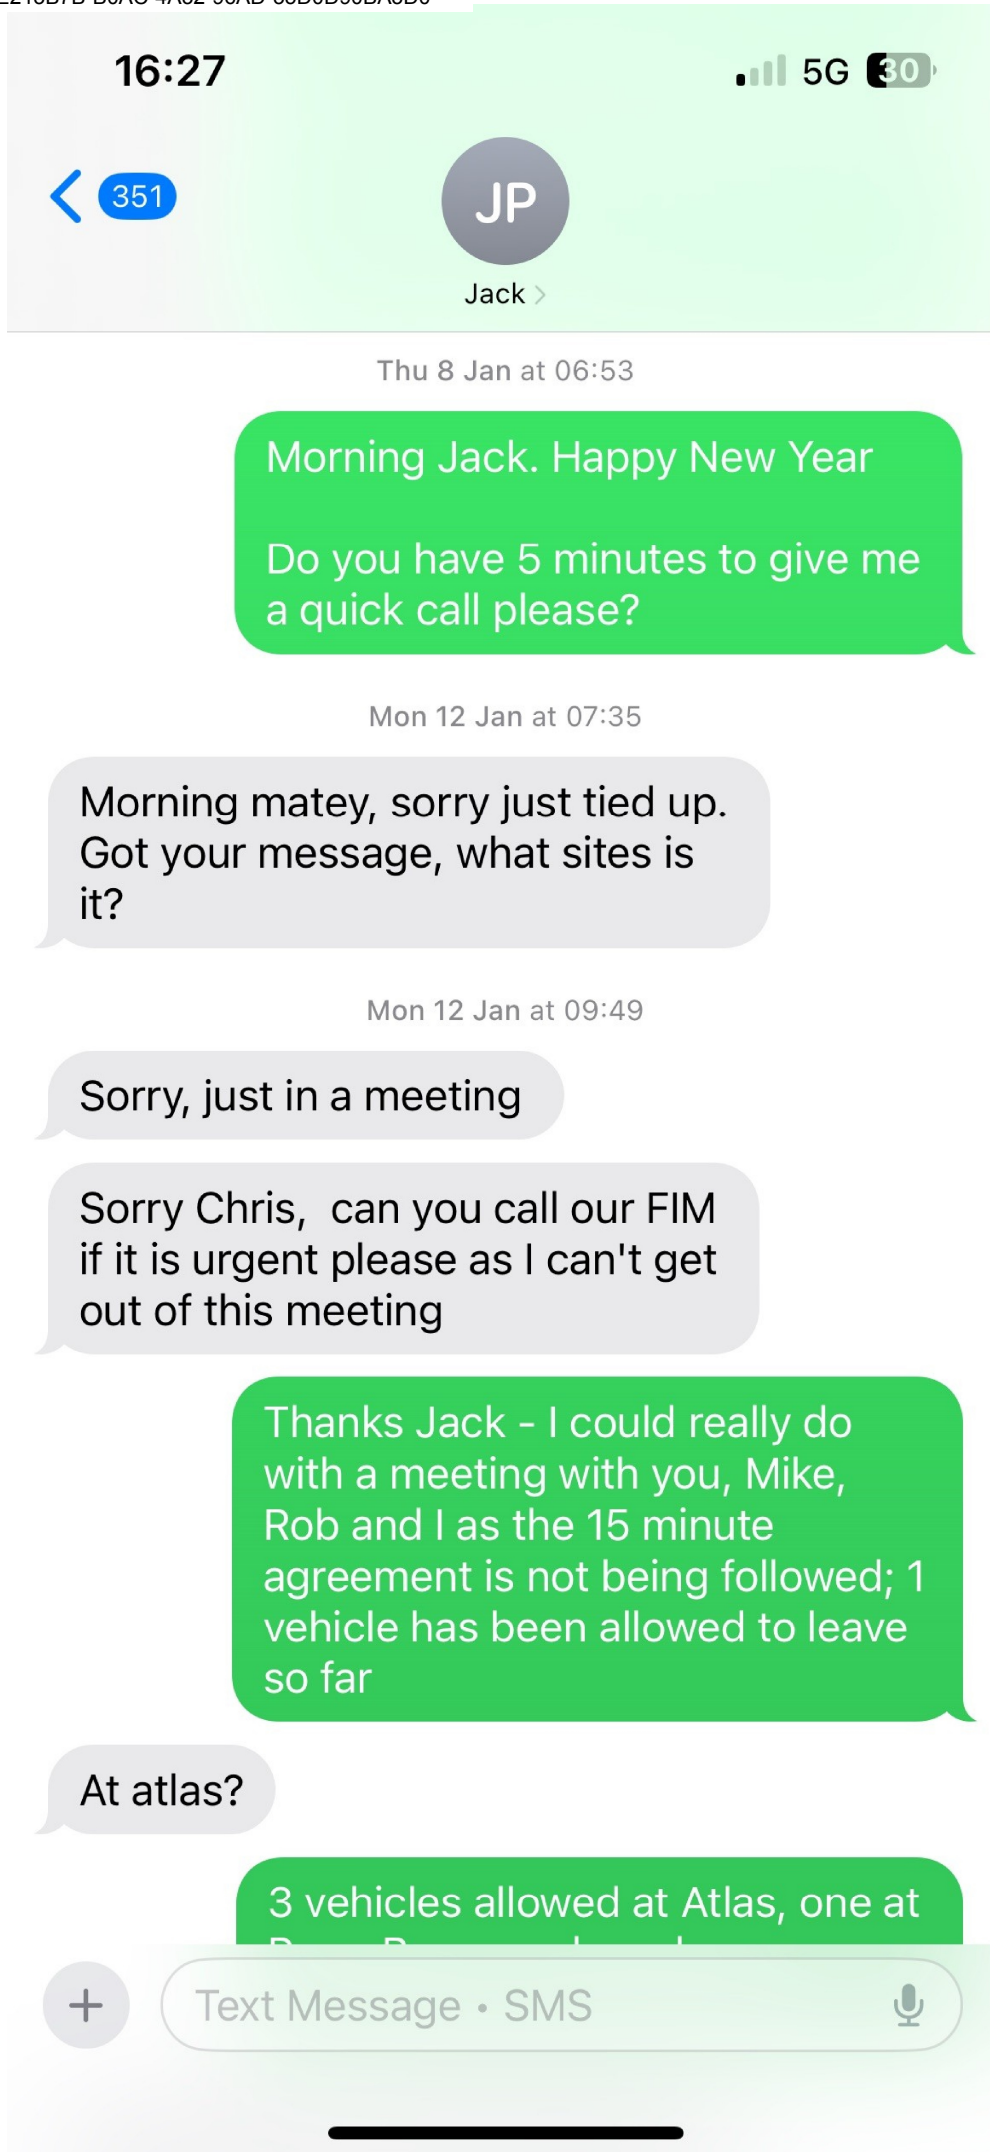 16:27
5G 30
351
JP
Jack
Thu 8 Jan at 06:53
Morning Jack. Happy New Year
Do you have 5 minutes to give me
a quick call please?
Mon 12 Jan at 07:35
Morning matey, sorry just tied up.
Got your message, what sites is
it?
Mon 12 Jan at 09:49
Sorry, just in a meeting
Sorry Chris,  can you call our FIM
if it is urgent please as I can't get
out of this meeting
Thanks Jack - I could really do
with a meeting with you, Mike,
Rob and I as the 15 minute
agreement is not being followed; 1
vehicle has been allowed to leave
so far
At atlas?
3 vehicles allowed at Atlas, one at
Text Message • SMS